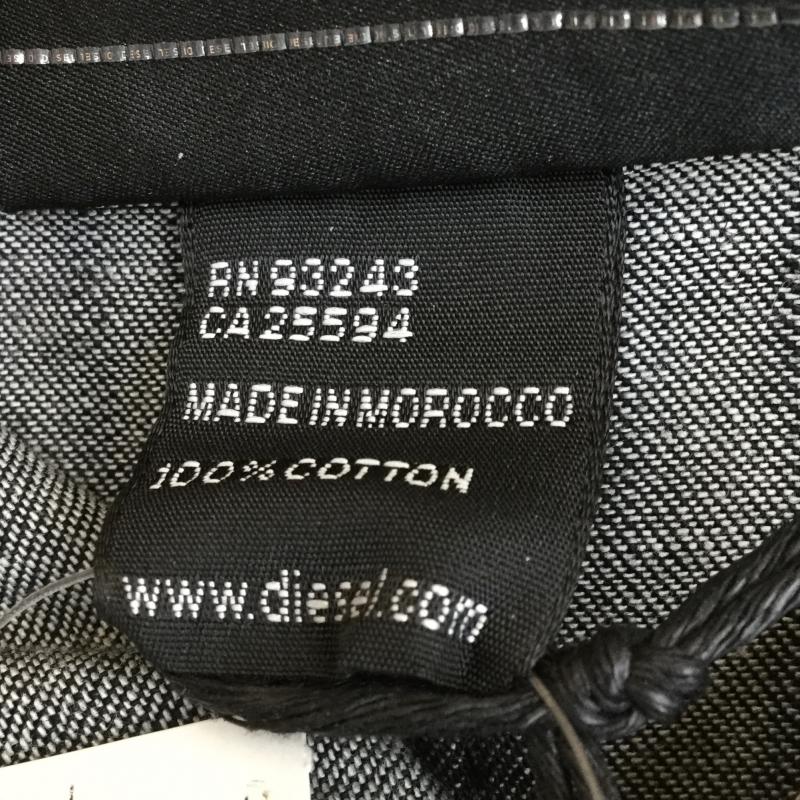 RN 93243
CA 25594
MADE IN MOROCCO
100% COTTON
www.diesel.com